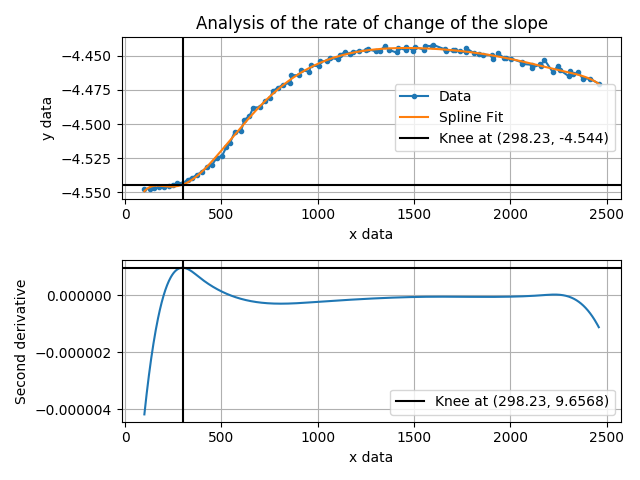 Analysis of the rate of change of the slope
−4.450
−4.475
−4.500
−4.525
−4.550
y data
Data
Spline Fit
Knee at (298.23, -4.544)
0 500 1000 1500 2000 2500
x data
0.000000
−0.000002
−0.000004
Second derivative
Knee at (298.23, 9.6568)
0 500 1000 1500 2000 2500
x data